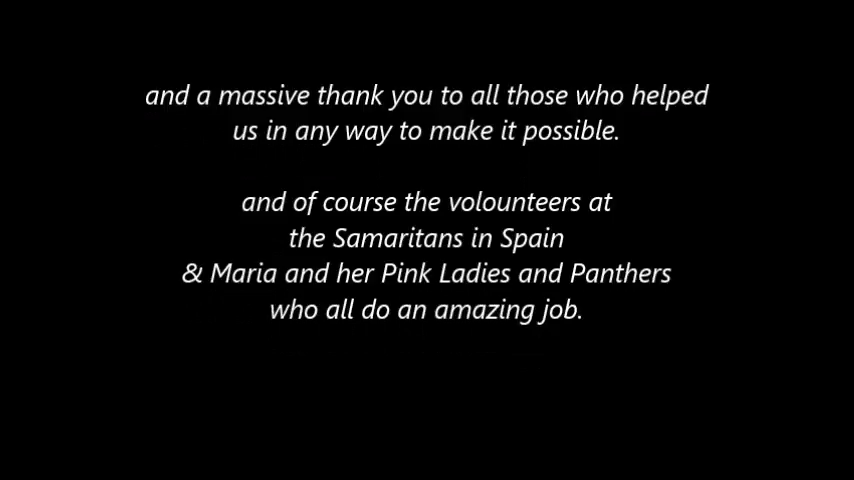 and a massive thank you to all those who helped
us in any way to make it possible.
and of course the volounteers at
the Samaritans in Spain
& Maria and her Pink Ladies and Panthers
who all do an amazing job.